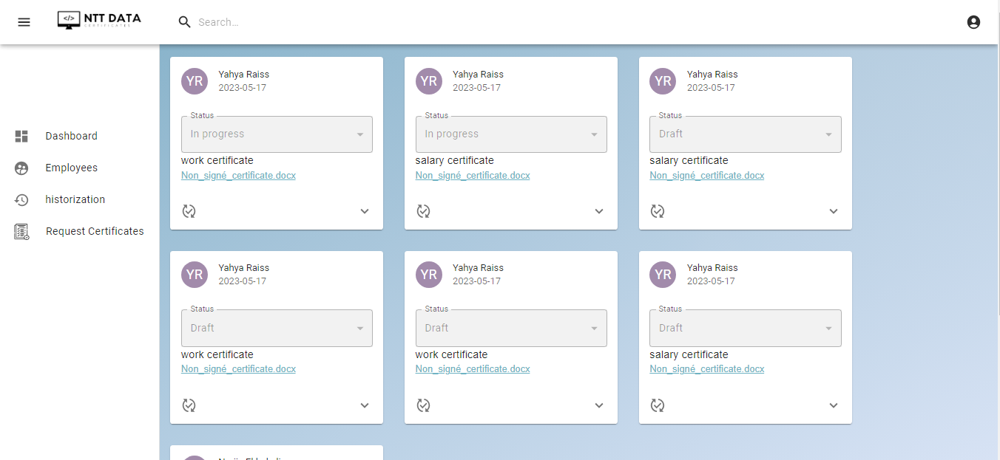 </> NTT DATA
CERTIFICATES
Search...
Dashboard
Employees
historization
Request Certificates
YR Yahya Raiss
2023-05-17
Status
In progress
work certificate
Non_signé_certificate.docx
YR Yahya Raiss
2023-05-17
Status
In progress
salary certificate
Non_signé_certificate.docx
YR Yahya Raiss
2023-05-17
Status
Draft
salary certificate
Non_signé_certificate.docx
YR Yahya Raiss
2023-05-17
Status
Draft
work certificate
Non_signé_certificate.docx
YR Yahya Raiss
2023-05-17
Status
Draft
work certificate
Non_signé_certificate.docx
YR Yahya Raiss
2023-05-17
Status
Draft
salary certificate
Non_signé_certificate.docx